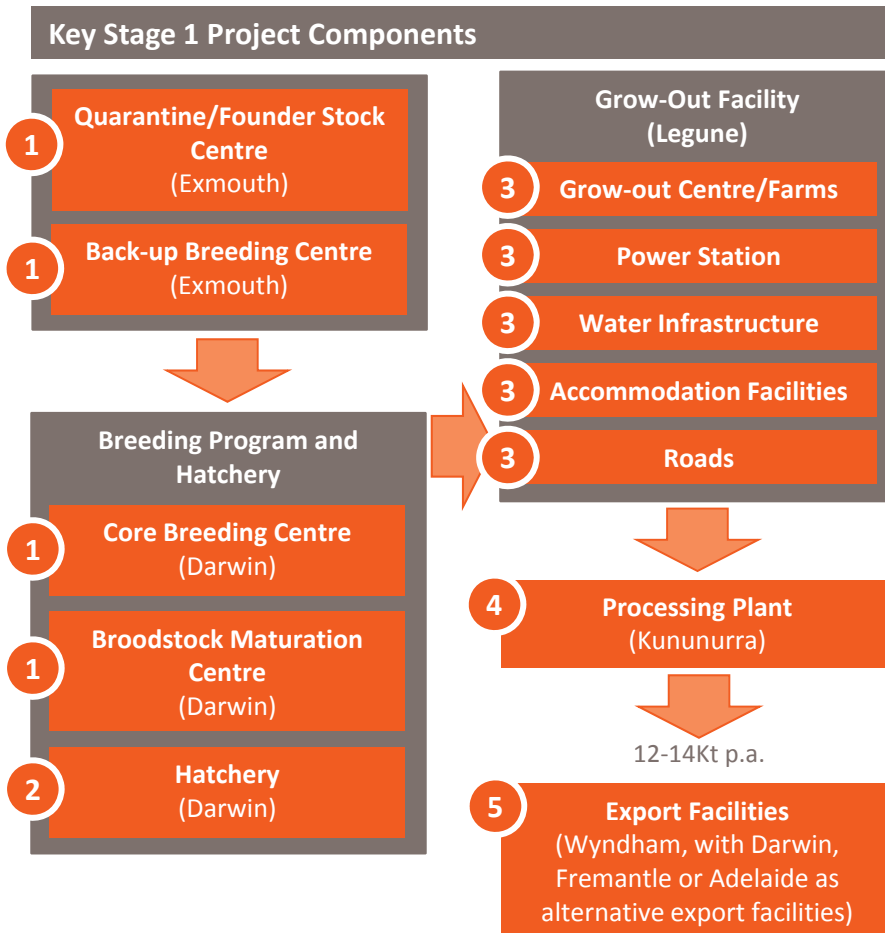 Key Stage 1 Project Components
1
Quarantine/Founder Stock
Centre
(Exmouth)
1
Back-up Breeding Centre
(Exmouth)
Breeding Program and
Hatchery
1
Core Breeding Centre
(Darwin)
1
Broodstock Maturation
Centre
(Darwin)
2
Hatchery
(Darwin)
Grow-Out Facility
(Legune)
3
Grow-out Centre/Farms
3
Power Station
3
Water Infrastructure
3
Accommodation Facilities
3
Roads
4
Processing Plant
(Kununurra)
12-14Kt p.a.
5
Export Facilities
(Wyndham, with Darwin,
Fremantle or Adelaide as
alternative export facilities)